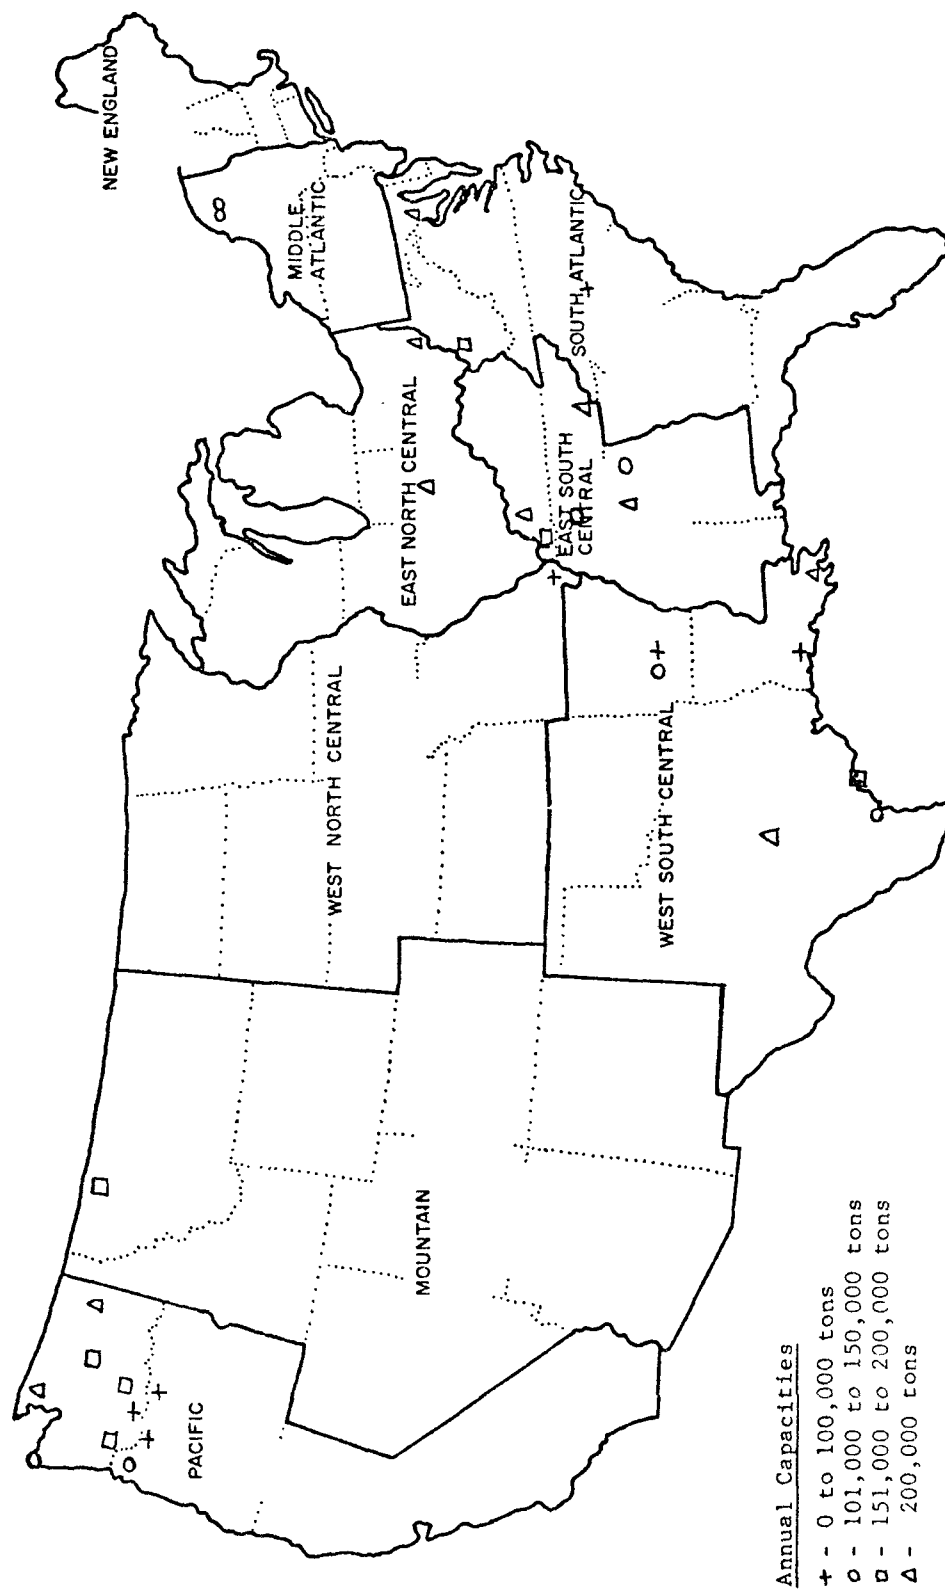 NEW ENGLAND
MIDDLE
ATLANTIC
SOUTH ATLANTIC
EAST NORTH CENTRAL
EAST SOUTH
CENTRAL
WEST NORTH CENTRAL
WEST SOUTH CENTRAL
MOUNTAIN
PACIFIC
Annual Capacities
+ - 0 to 100,000 tons
o - 101,000 to 150,000 tons
□ - 151,000 to 200,000 tons
Δ - 200,000 tons